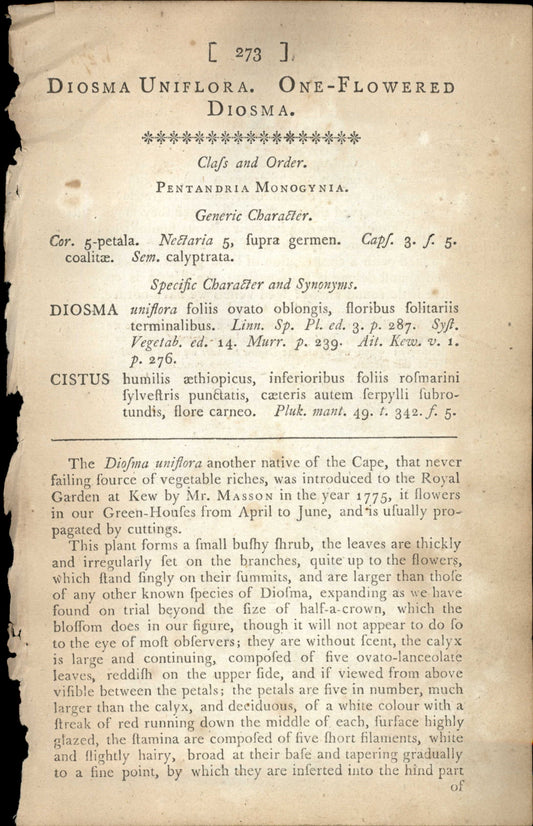 [ 273 ]
DIOSMA UNIFLORA. ONE-FLOWERED
DIOSMA.
******************
Claſs and Order.
PENTANDRIA MONOGYNIA.
Generic Character.
Cor. 5-petala. Nectaria 5, ſupra germen. Capſ. 3. ſ. 5.
coalitæ. Sem. calyptrata.
Specific Character and Synonyms.
DIOSMA uniflora foliis ovato oblongis, floribus ſolitariis
terminalibus. Linn. Sp. Pl. ed. 3. p. 287. Syſt.
Vegetab. ed. 14. Murr. p. 239. Ait. Kew. v. 1.
p. 276.
CISTUS humilis æthiopicus, inferioribus foliis roſmarini
ſylveſtris punctatis, cæteris autem ſerpylli ſubro-
tundis, flore carneo. Pluk. mant. 49. t. 342. f. 5.
The Dioſma uniflora another native of the Cape, that never
failing ſource of vegetable riches, was introduced to the Royal
Garden at Kew by Mr. MASSON in the year 1775, it flowers
in our Green-Houſes from April to June, and is uſually pro-
pagated by cuttings.
This plant forms a ſmall buſhy ſhrub, the leaves are thickly
and irregularly ſet on the branches, quite up to the flowers,
which ſtand ſingly on their ſummits, and are larger than thoſe
of any other known ſpecies of Dioſma, expanding as we have
found on trial beyond the ſize of half-a-crown, which the
bloſſom does in our figure, though it will not appear to do ſo
to the eye of moſt obſervers; they are without ſcent, the calyx
is large and continuing, compoſed of five ovato-lanceolate
leaves, reddiſh on the upper ſide, and if viewed from above
viſible between the petals; the petals are five in number, much
larger than the calyx, and deciduous, of a white colour with a
ſtreak of red running down the middle of each, ſurface highly
glazed, the ſtamina are compoſed of five ſhort filaments, white
and ſlightly hairy, broad at their baſe and tapering gradually
to a fine point, by which they are inſerted into the hind part
of